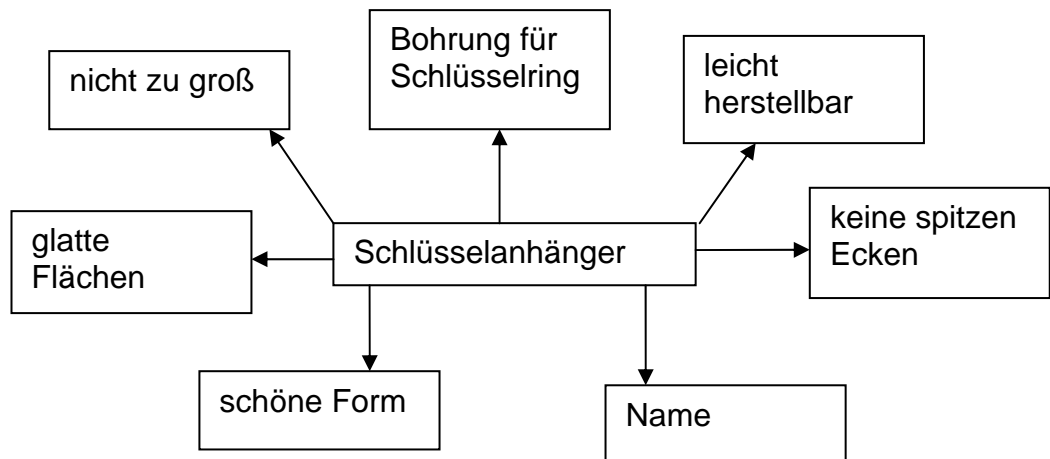 Bohrung für
Schlüsselring
nicht zu groß
leicht
herstellbar
glatte
Flächen
Schlüsselanhänger
keine spitzen
Ecken
schöne Form
Name